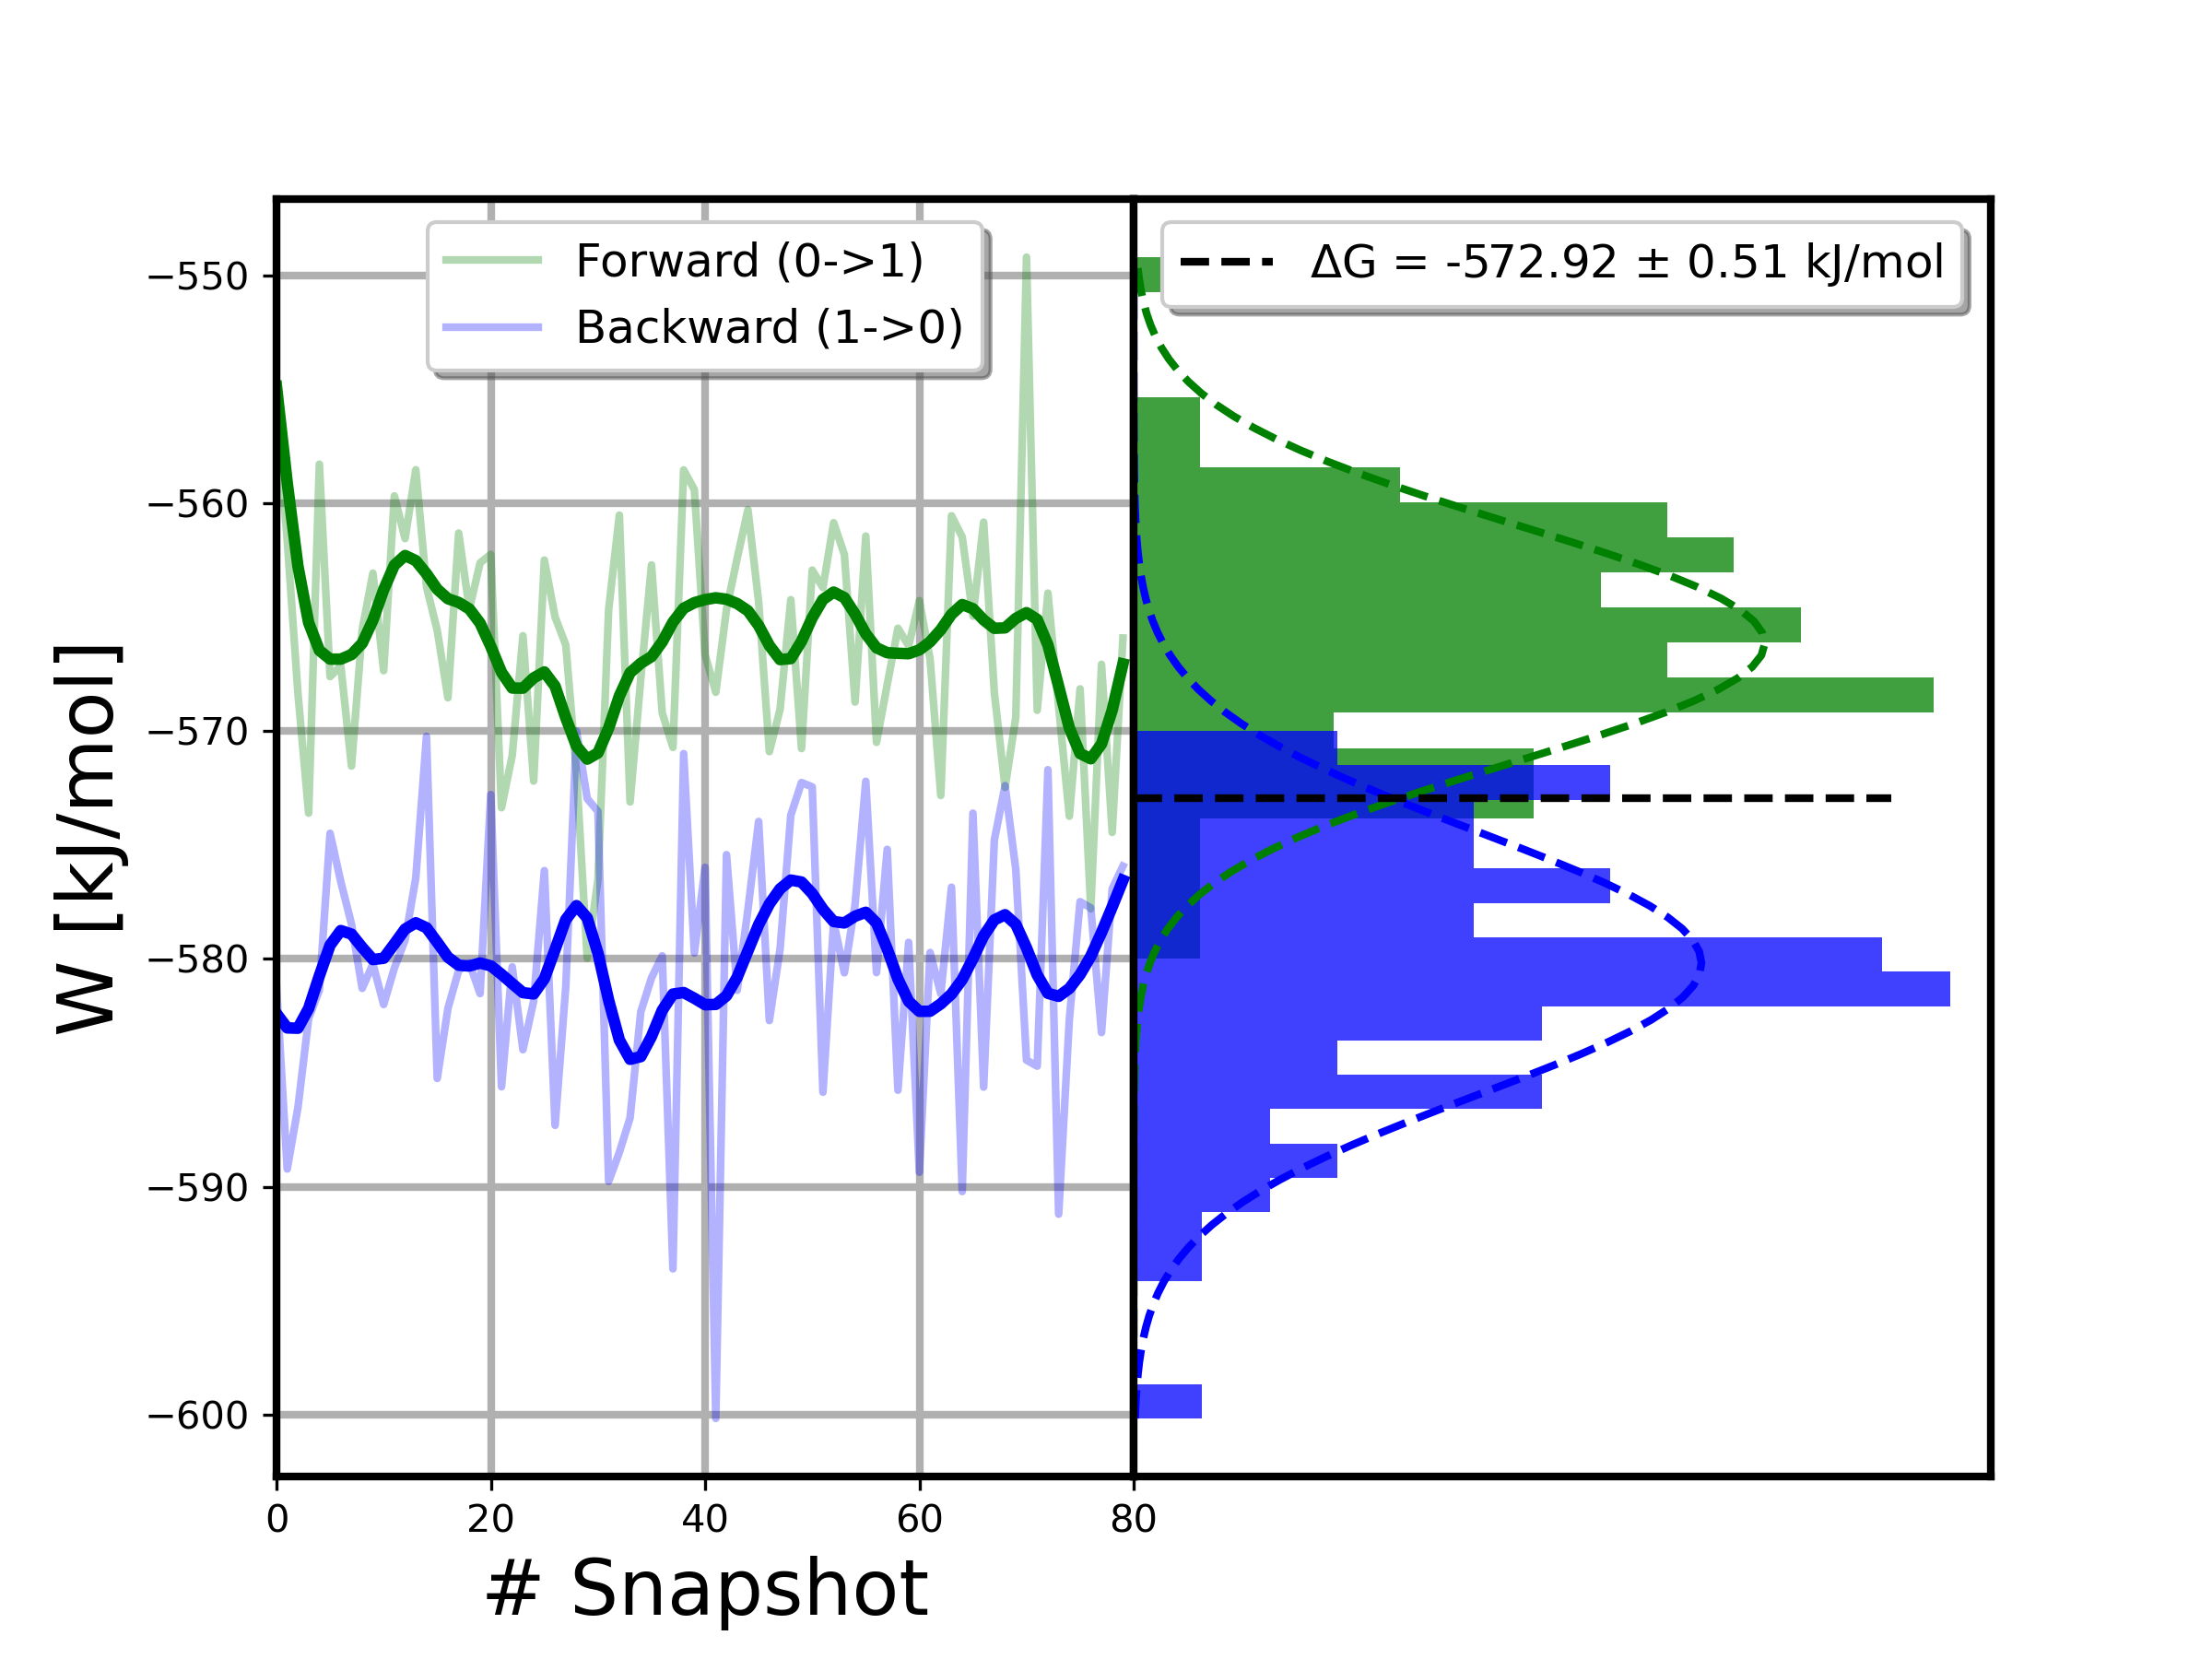 Forward (0->1)
Backward (1->0)
ΔG = -572.92 ± 0.51 kJ/mol
W [kJ/mol]
−550
−560
−570
−580
−590
−600
0 20 40 60 80
# Snapshot